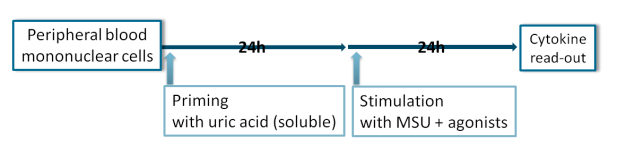 Peripheral blood
mononuclear cells
24h
24h
Cytokine
read-out
Priming
with uric acid (soluble)
Stimulation
with MSU + agonists